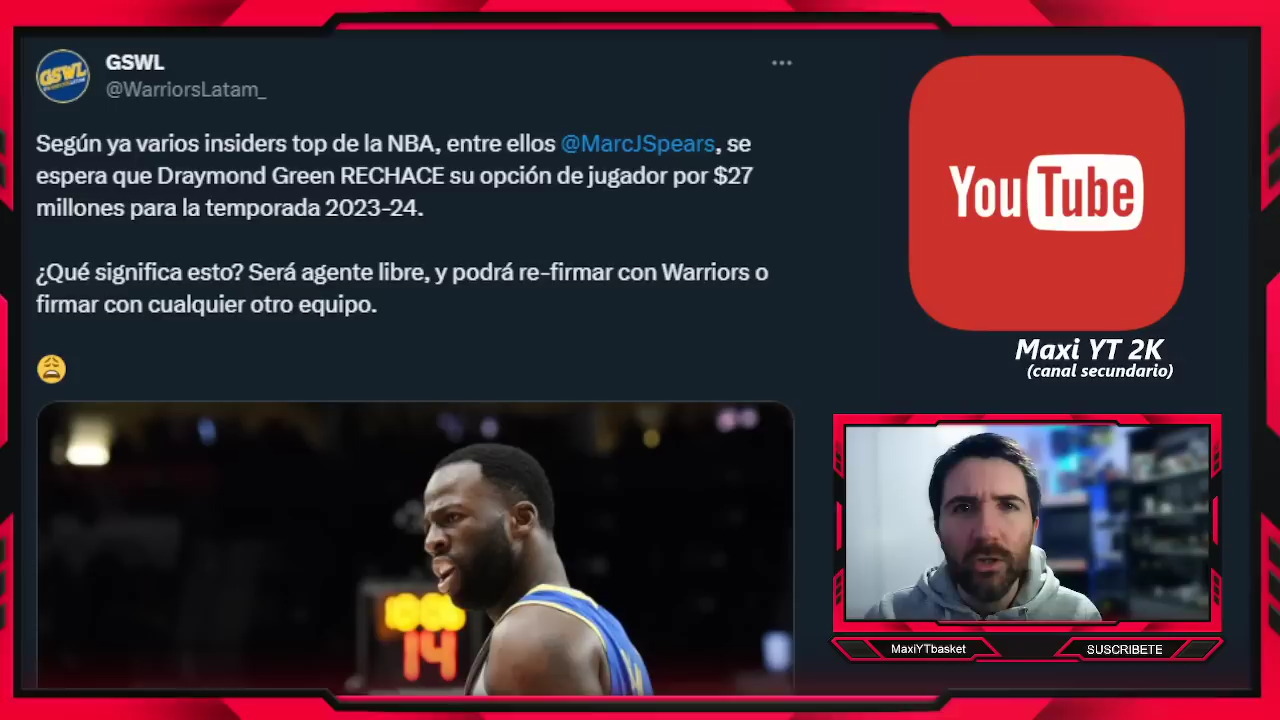 GSWL
@WarriorsLatam_
Según ya varios insiders top de la NBA, entre ellos @MarcJSpears, se
espera que Draymond Green RECHACE su opción de jugador por $27
millones para la temporada 2023-24.
¿Qué significa esto? Será agente libre, y podrá re-firmar con Warriors o
firmar con cualquier otro equipo.
YouTube
Maxi YT 2K
(canal secundario)
14
MaxiYTbasket
SUSCRIBETE